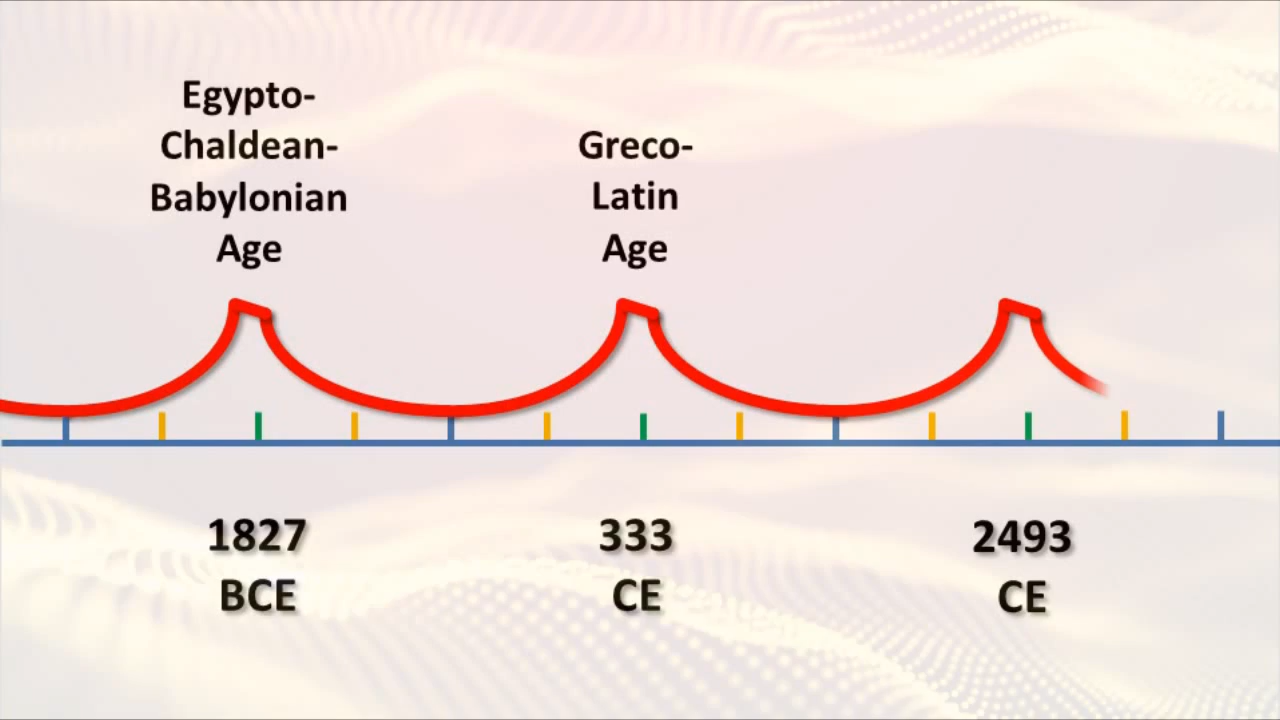 Egypto-
Chaldean-
Babylonian
Age
Greco-
Latin
Age
1827
BCE
333
CE
2493
CE